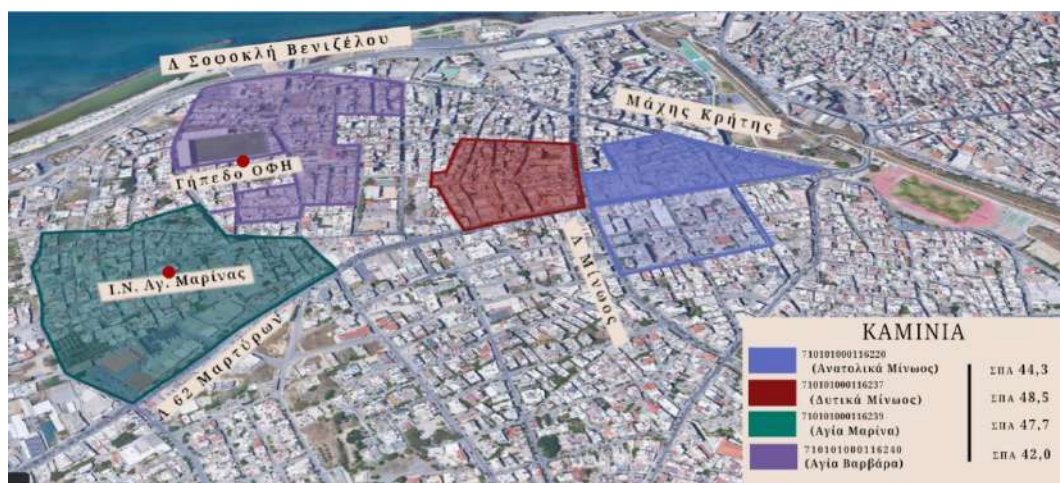 Λ Σοφοκλή Βενιζέλου
Μάχης Κρήτης
Γήπεδο ΟΦΗ
Ι.Ν. Αγ. Μαρίνας
Λ Μίνωος
Λ 62 Μαρτύρων
ΚΑΜΙΝΙΑ
710101000116220
(Ανατολικά Μίνωος)
ΣΠΑ 44,3
710101000116237
(Δυτικά Μίνωος)
ΣΠΑ 48,5
710101000116239
(Αγία Μαρίνα)
ΣΠΑ 47,7
710101000116240
(Αγία Βαρβάρα)
ΣΠΑ 42,0